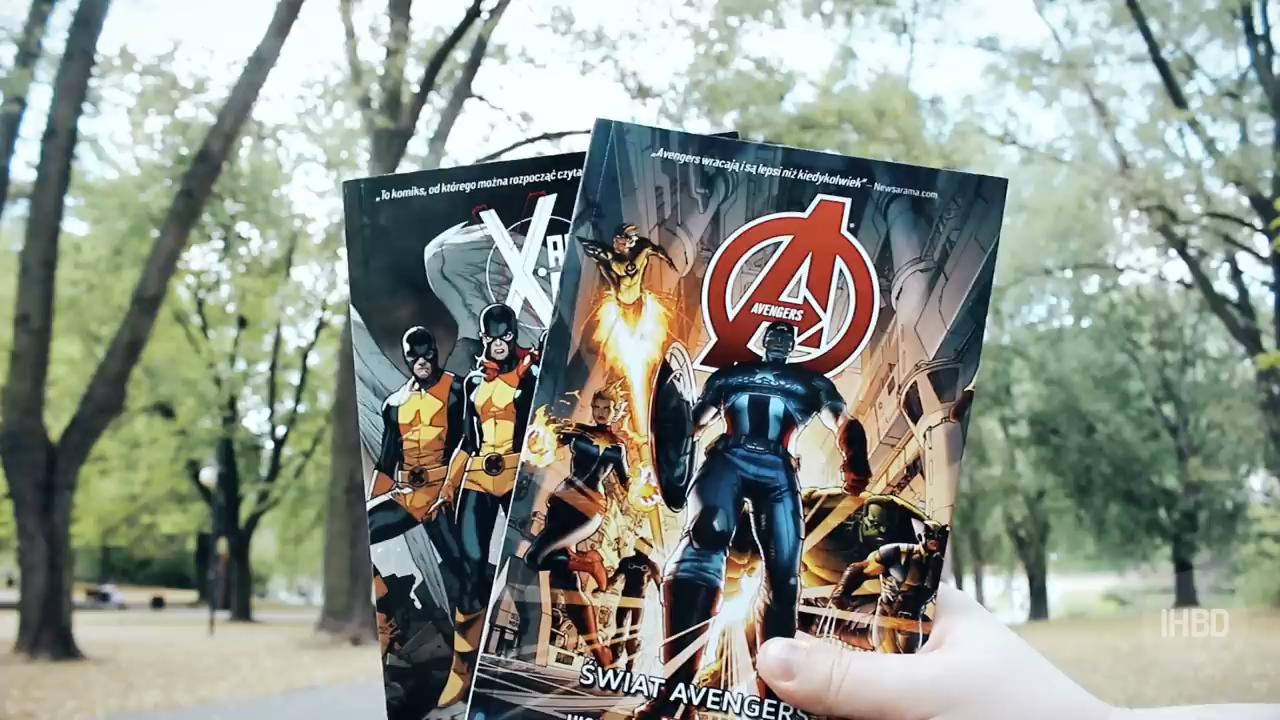 „To komiks, od którego można rozpocząć czyta
X
„Avengers wracają i są lepsi niż kiedykolwiek” – Newsarama.com
A
AVENGERS
ŚWIAT AVENGERS
IHBD